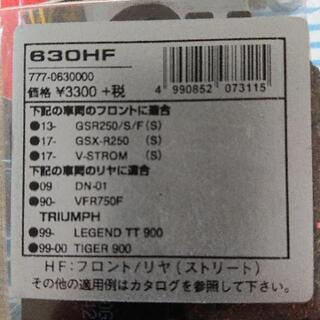 630HF
777-0630000
価格 ¥3300 +税
4 990852 073115
下記の車両のフロントに適合
●13- GSR250/S/F(S)
●17- GSX-R250 (S)
●17- V-STROM (S)
下記の車両のリヤに適合
●09 DN-01
●90- VFR750F
TRIUMPH
●99- LEGEND TT 900
●99-00 TIGER 900
HF:フロント/リヤ(ストリート)
その他の適用例はカタログを参照して下さい。